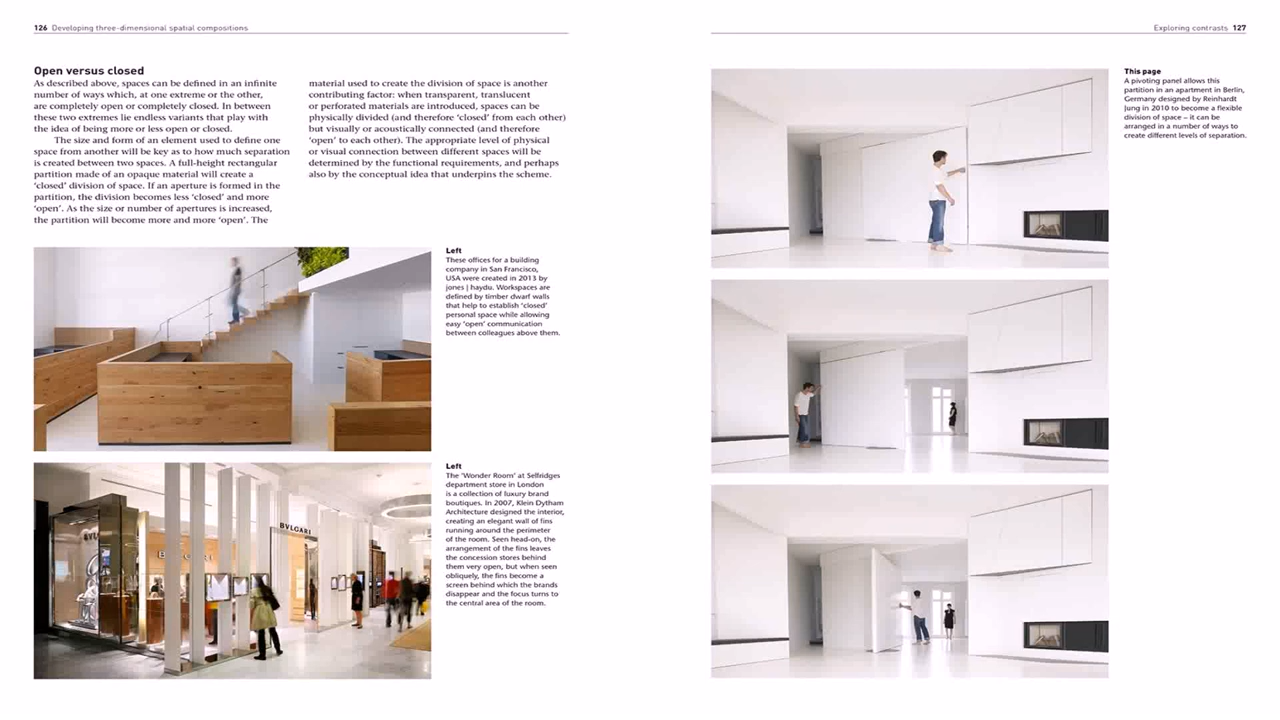 126 Developing three-dimensional spatial compositions
Exploring contrasts 127
Open versus closed
As described above, spaces can be defined in an infinite
number of ways which, at one extreme or the other,
are completely open or completely closed. In between
these two extremes lie endless variants that play with
the idea of being more or less open or closed.
The size and form of an element used to define one
space from another will be key as to how much separation
is created between two spaces. A full-height rectangular
partition made of an opaque material will create a
‘closed’ division of space. If an aperture is formed in the
partition, the division becomes less ‘closed’ and more
‘open’. As the size or number of apertures is increased,
the partition will become more and more ‘open’. The
material used to create the division of space is another
contributing factor: when transparent, translucent
or perforated materials are introduced, spaces can be
physically divided (and therefore ‘closed’ from each other)
but visually or acoustically connected (and therefore
‘open’ to each other). The appropriate level of physical
or visual connection between different spaces will be
determined by the functional requirements, and perhaps
also by the conceptual idea that underpins the scheme.
Left
These offices for a building
company in San Francisco,
USA were created in 2013 by
jones | haydu. Workspaces are
defined by timber dwarf walls
that help to establish ‘closed’
personal space while allowing
easy ‘open’ communication
between colleagues above them.
Left
The ‘Wonder Room’ at Selfridges
department store in London
is a collection of luxury brand
boutiques. In 2007, Klein Dytham
Architecture designed the interior,
creating an elegant wall of fins
running around the perimeter
of the room. Seen head-on, the
arrangement of the fins leaves
the concession stores behind
them very open, but when seen
obliquely, the fins become a
screen behind which the brands
disappear and the focus turns to
the central area of the room.
BVLGARI
BVLGARI
This page
A pivoting panel allows this
partition in an apartment in Berlin,
Germany designed by Reinhardt
Jung in 2010 to become a flexible
division of space – it can be
arranged in a number of ways to
create different levels of separation.